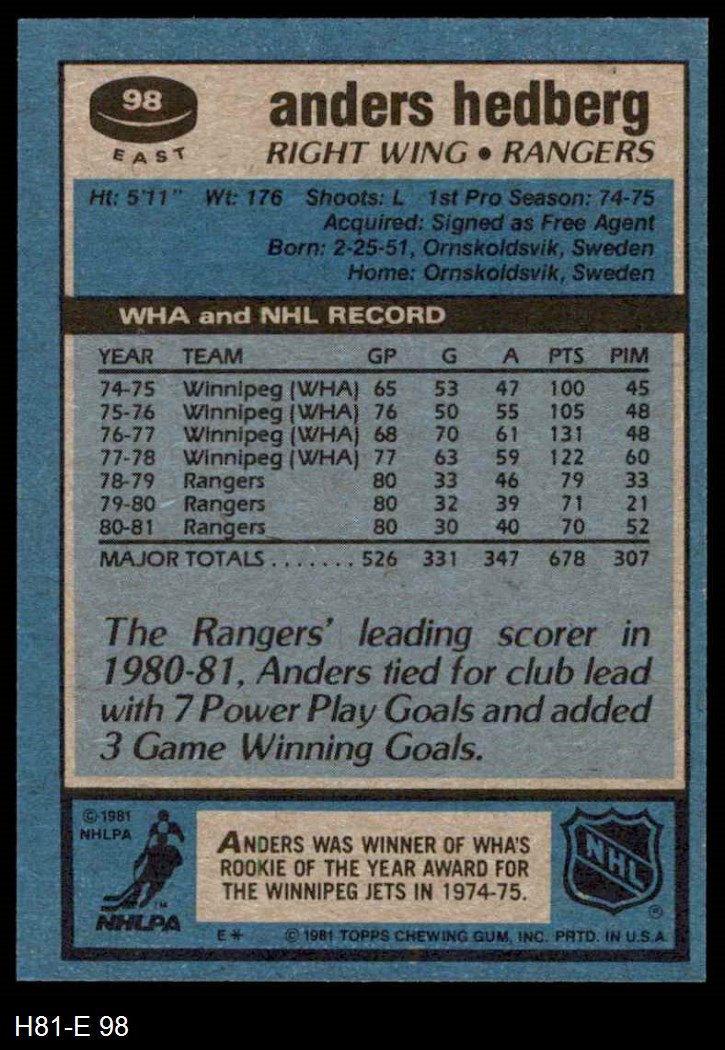 98
EAST
anders hedberg
RIGHT WING • RANGERS
Ht: 5'11" Wt: 176 Shoots: L 1st Pro Season: 74-75
Acquired: Signed as Free Agent
Born: 2-25-51, Ornskoldsvik, Sweden
Home: Ornskoldsvik, Sweden
WHA and NHL RECORD
YEAR TEAM GP G A PTS PIM
74-75 Winnipeg (WHA) 65 53 47 100 45
75-76 Winnipeg (WHA) 76 50 55 105 48
76-77 Winnipeg (WHA) 68 70 61 131 48
77-78 Winnipeg (WHA) 77 63 59 122 60
78-79 Rangers 80 33 46 79 33
79-80 Rangers 80 32 39 71 21
80-81 Rangers 80 30 40 70 52
MAJOR TOTALS ....... 526 331 347 678 307
The Rangers' leading scorer in
1980-81, Anders tied for club lead
with 7 Power Play Goals and added
3 Game Winning Goals.
© 1981
NHLPA
TM
NHLPA
ANDERS WAS WINNER OF WHA'S
ROOKIE OF THE YEAR AWARD FOR
THE WINNIPEG JETS IN 1974-75.
NHL
®
E* © 1981 TOPPS CHEWING GUM, INC. PRTD. IN U.S.A.
H81-E 98